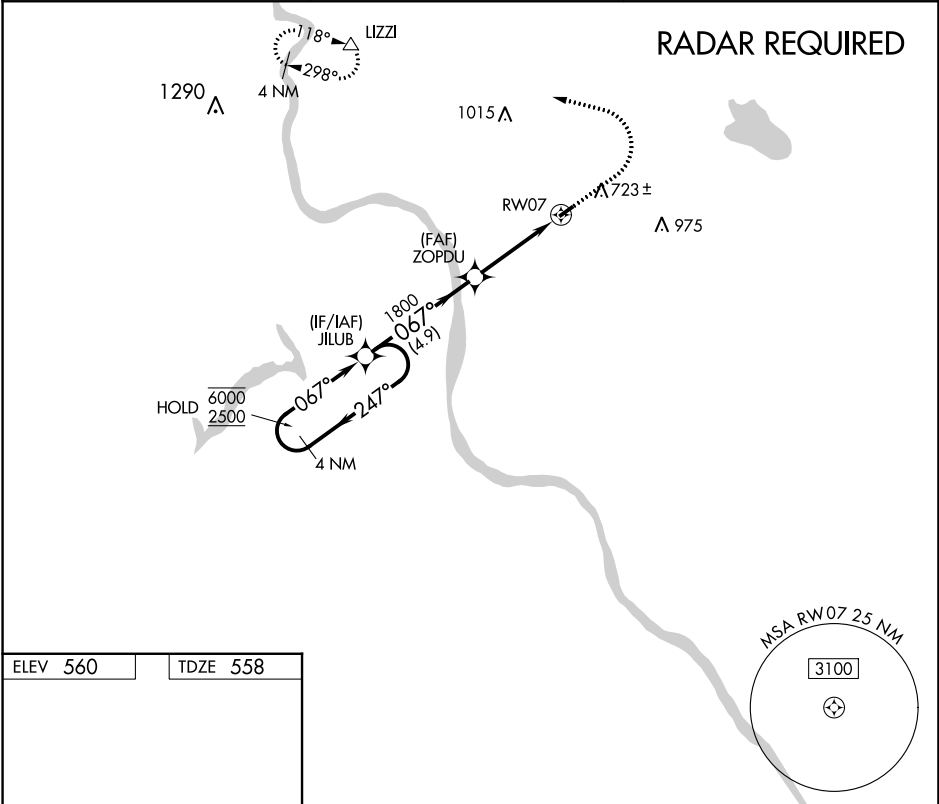 RADAR REQUIRED
118°
LIZZI
298°
4 NM
1290
1015
RW07
723±
975
(FAF)
ZOPDU
1800
067°
(4.9)
(IF/IAF)
JILUB
067°
247°
HOLD
6000
2500
4 NM
MSA RW07 25 NM
3100
ELEV 560
TDZE 558